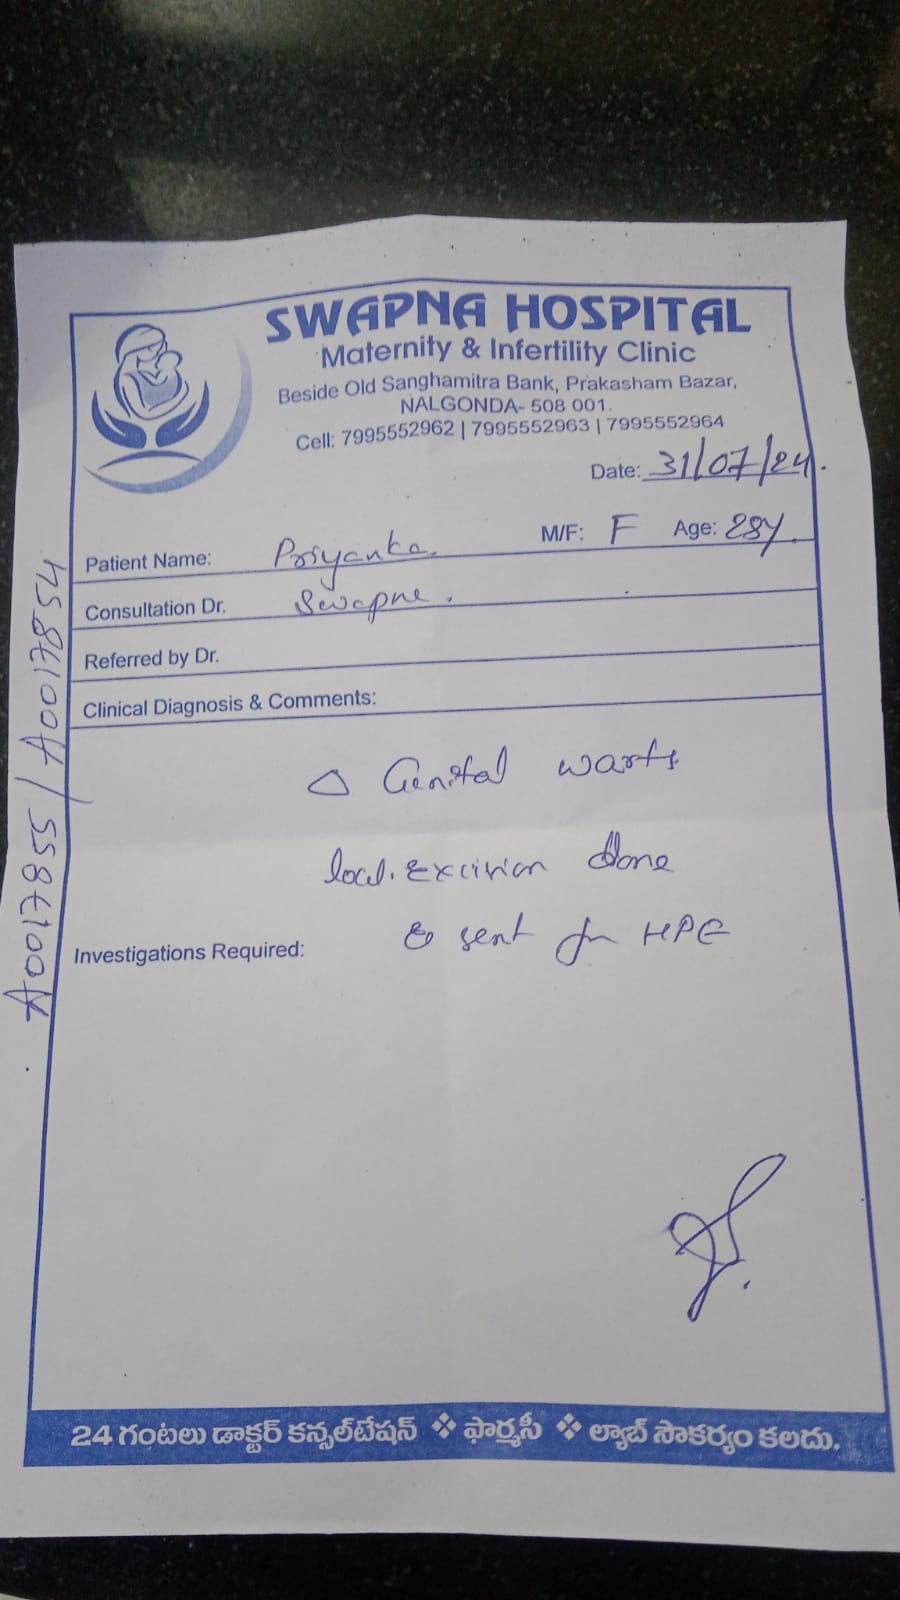 SWAPNA HOSPITAL
Maternity & Infertility Clinic
Beside Old Sanghamitra Bank, Prakasham Bazar,
NALGONDA- 508 001.
Cell: 7995552962 | 7995552963 | 7995552964
Date: 31/07/24.
Patient Name: Priyanka M/F: F Age: 28y
Consultation Dr. Swapna.
Referred by Dr.
Clinical Diagnosis & Comments:
△ Genital warts
local. Excision done
& sent for HPE
Investigations Required:
A0017855 / A0017854
24 గంటలు డాక్టర్ కన్సల్‌టేషన్ ❖ ఫార్మసీ ❖ ల్యాబ్ సౌకర్యం కలదు.